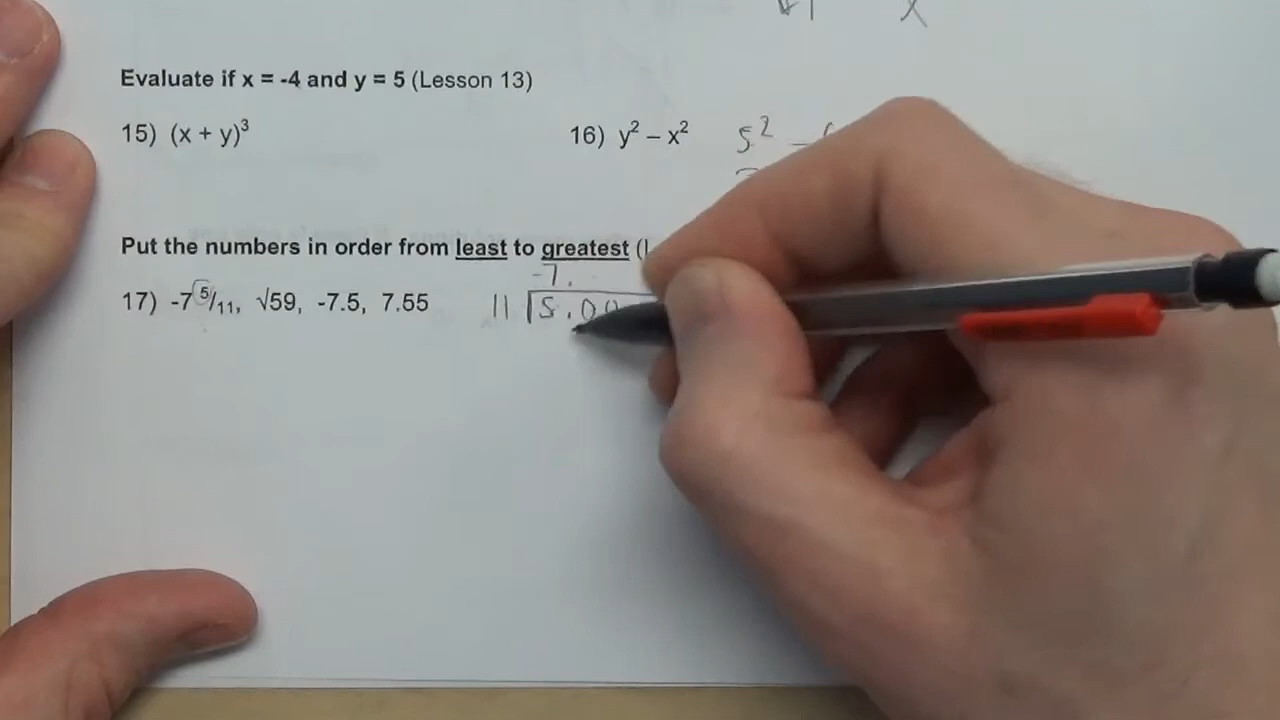 Evaluate if x = -4 and y = 5 (Lesson 13)
15) (x + y)³
16) y² – x² 5² –
Put the numbers in order from least to greatest (
-7.
17) -7 5/11, √59, -7.5, 7.55 11 5.00